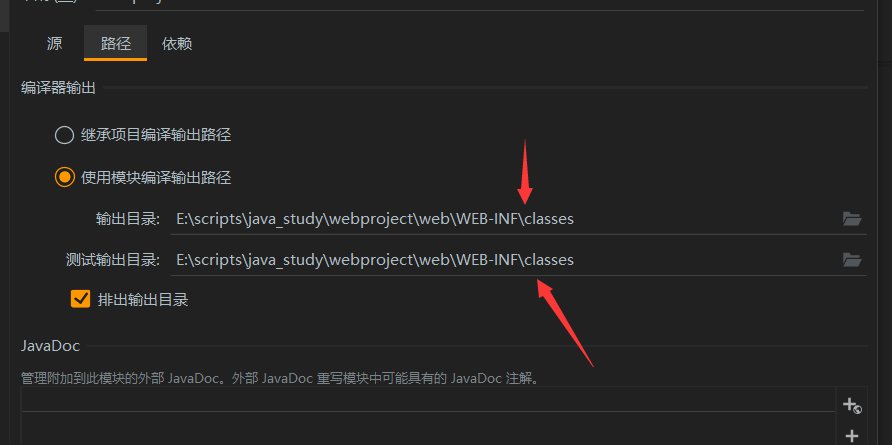 源 路径 依赖
编译器输出
继承项目编译输出路径
使用模块编译输出路径
输出目录: E:\scripts\java_study\webproject\web\WEB-INF\classes
测试输出目录: E:\scripts\java_study\webproject\web\WEB-INF\classes
排出输出目录
JavaDoc
管理附加到此模块的外部 JavaDoc。外部 JavaDoc 重写模块中可能具有的 JavaDoc 注解。